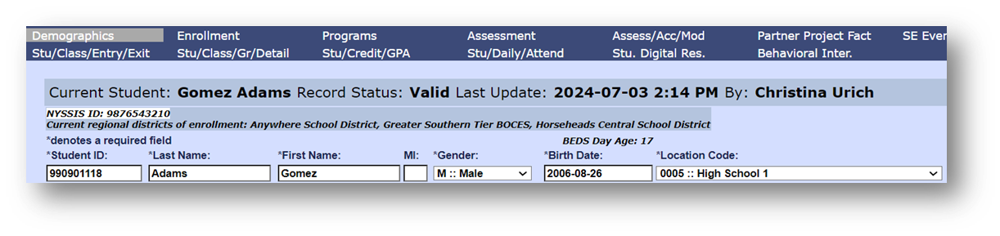 Demographics Enrollment Programs Assessment Assess/Acc/Mod Partner Project Fact SE Ever
Stu/Class/Entry/Exit Stu/Class/Gr/Detail Stu/Credit/GPA Stu/Daily/Attend Stu. Digital Res. Behavioral Inter.
Current Student: Gomez Adams Record Status: Valid Last Update: 2024-07-03 2:14 PM By: Christina Urich
NYSSIS ID: 9876543210
Current regional districts of enrollment: Anywhere School District, Greater Southern Tier BOCES, Horseheads Central School District
*denotes a required field BEDS Day Age: 17
*Student ID: *Last Name: *First Name: MI: *Gender: *Birth Date: *Location Code:
990901118 Adams Gomez M :: Male 2006-08-26 0005 :: High School 1